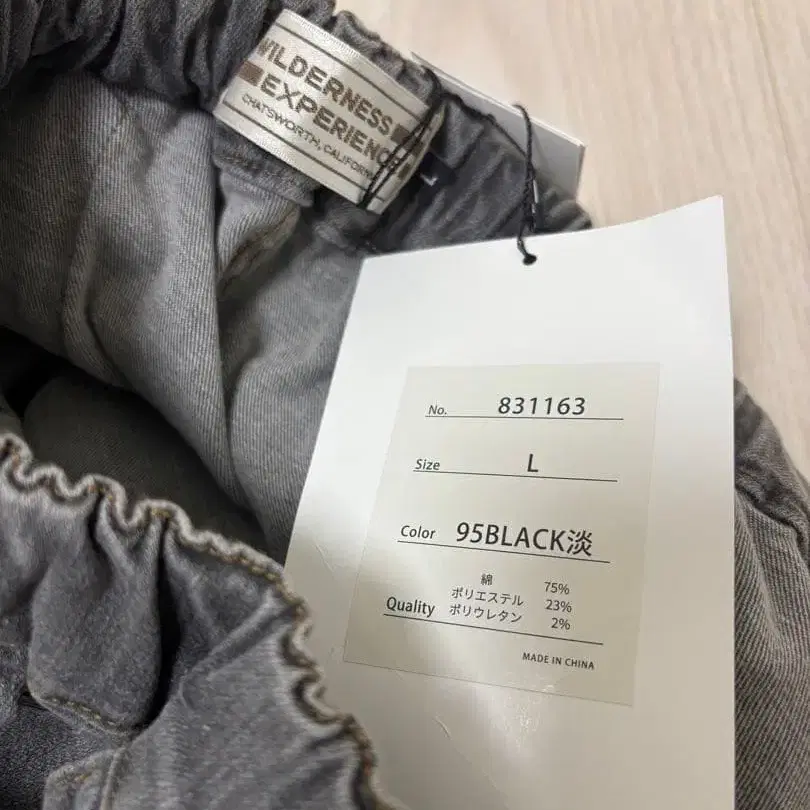 WILDERNESS
EXPERIENCE
CHATSWORTH, CALIFORNIA
L
No. 831163
Size L
Color 95BLACK淡
Quality
綿 75%
ポリエステル 23%
ポリウレタン 2%
MADE IN CHINA